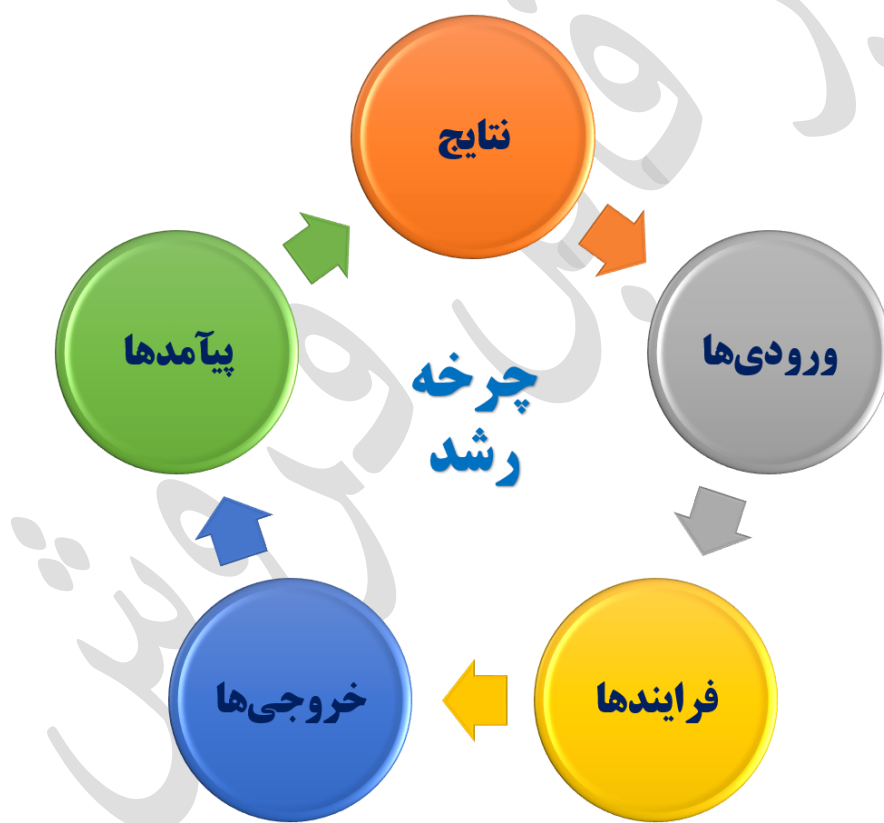 نتایج
ورودی‌ها
فرایندها
خروجی‌ها
پیآمدها
چرخه
رشد